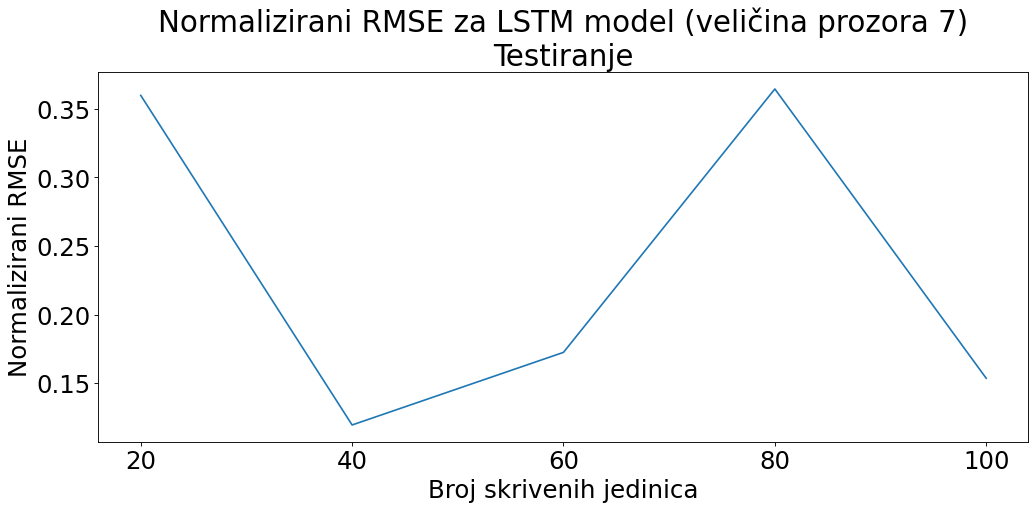 Normalizirani RMSE za LSTM model (veličina prozora 7)
Testiranje
Normalizirani RMSE
0.35
0.30
0.25
0.20
0.15
20 40 60 80 100
Broj skrivenih jedinica